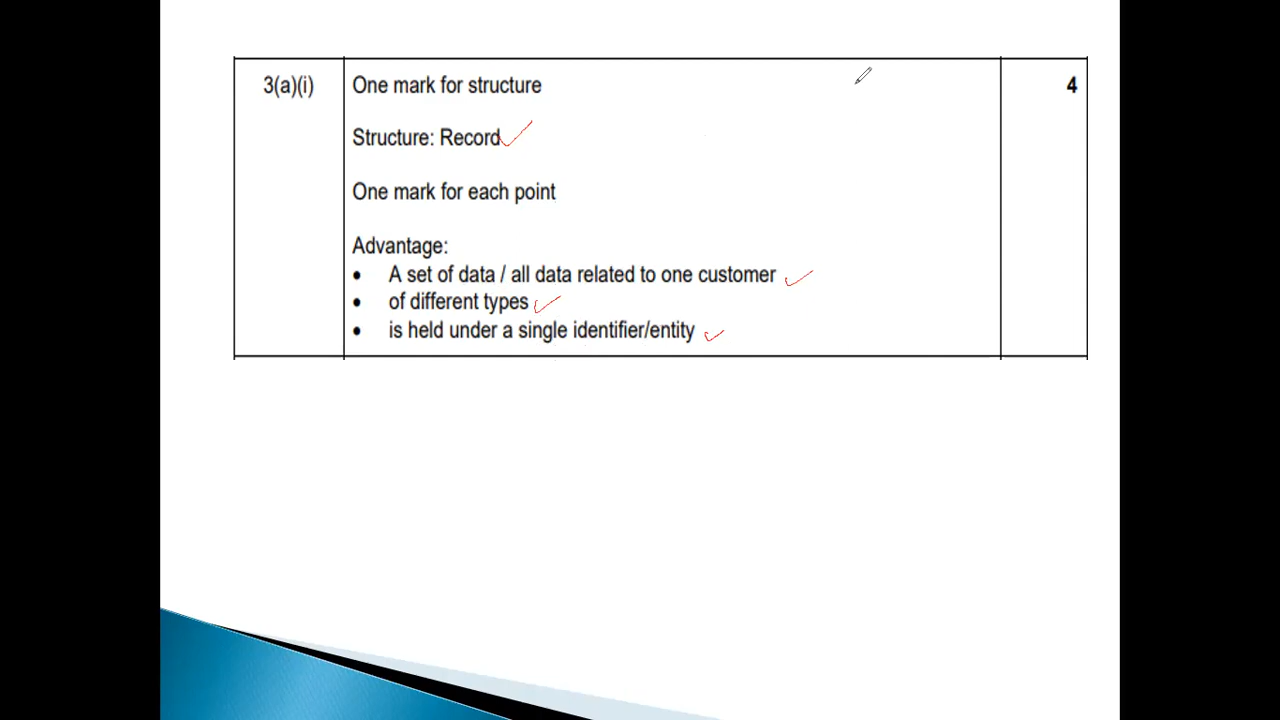 3(a)(i) One mark for structure 4
Structure: Record
One mark for each point
Advantage:
• A set of data / all data related to one customer
• of different types
• is held under a single identifier/entity